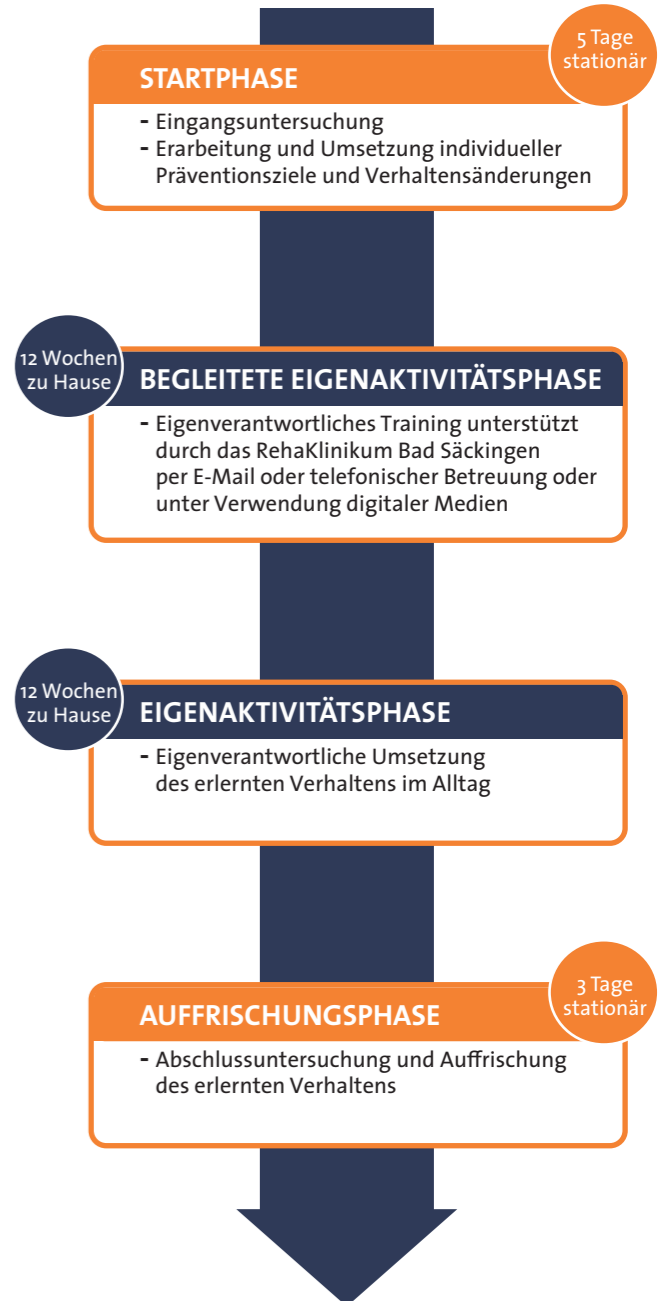 5 Tage
stationär
STARTPHASE
- Eingangsuntersuchung
- Erarbeitung und Umsetzung individueller
Präventionsziele und Verhaltensänderungen
12 Wochen
zu Hause
BEGLEITETE EIGENAKTIVITÄTSPHASE
- Eigenverantwortliches Training unterstützt
durch das RehaKlinikum Bad Säckingen
per E-Mail oder telefonischer Betreuung oder
unter Verwendung digitaler Medien
12 Wochen
zu Hause
EIGENAKTIVITÄTSPHASE
- Eigenverantwortliche Umsetzung
des erlernten Verhaltens im Alltag
3 Tage
stationär
AUFFRISCHUNGSPHASE
- Abschlussuntersuchung und Auffrischung
des erlernten Verhaltens